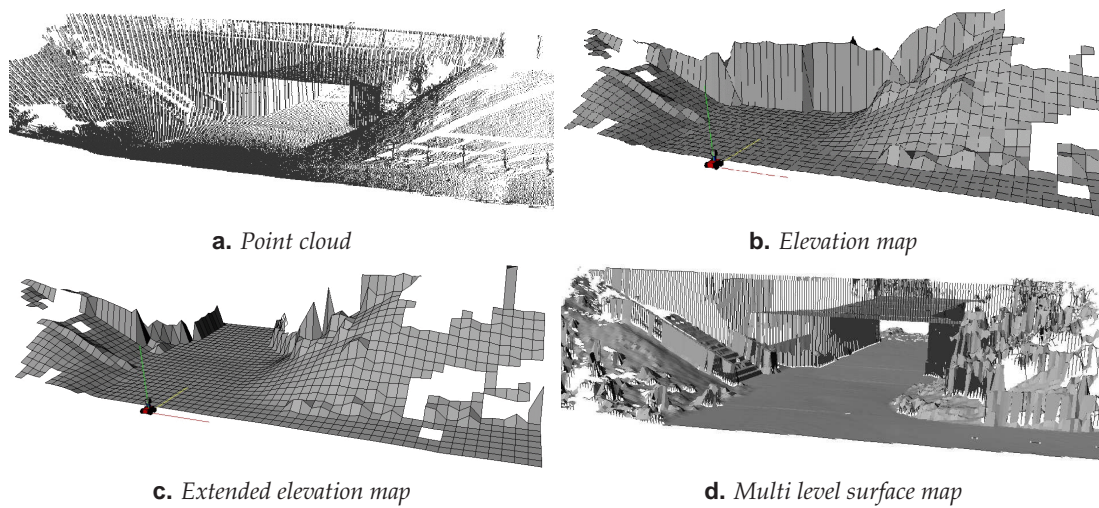 a. Point cloud
b. Elevation map
c. Extended elevation map
d. Multi level surface map